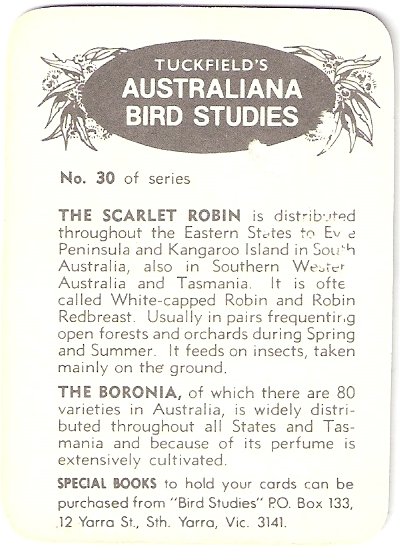 TUCKFIELD'S
AUSTRALIANA
BIRD STUDIES
No. 30 of series
THE SCARLET ROBIN is distributed
throughout the Eastern States to
Peninsula and Kangaroo Island in South
Australia, also in Southern Wester
Australia and Tasmania. It is ofte
called White-capped Robin and Robin
Redbreast. Usually in pairs frequenting
open forests and orchards during Spring
and Summer. It feeds on insects, taken
mainly on the ground.
THE BORONIA, of which there are 80
varieties in Australia, is widely distri-
buted throughout all States and Tas-
mania and because of its perfume is
extensively cultivated.
SPECIAL BOOKS to hold your cards can be
purchased from "Bird Studies" P.O. Box 133,
12 Yarra St., Sth. Yarra, Vic. 3141.